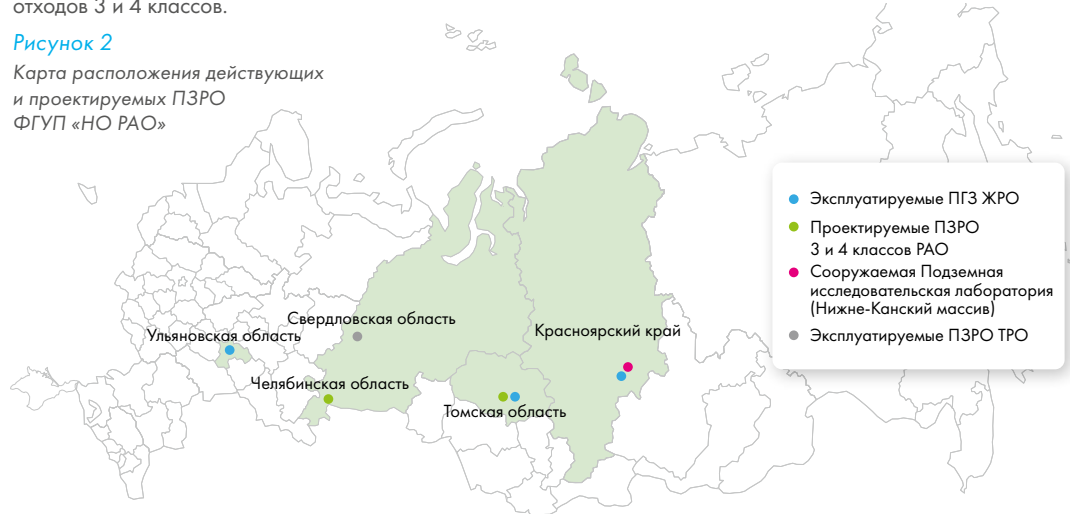 отходов 3 и 4 классов.
Рисунок 2
Карта расположения действующих
и проектируемых ПЗРО
ФГУП «НО РАО»
Эксплуатируемые ПГЗ ЖРО
Проектируемые ПЗРО
3 и 4 классов РАО
Сооружаемая Подземная
исследовательская лаборатория
(Нижне-Канский массив)
Эксплуатируемые ПЗРО ТРО
Свердловская область
Ульяновская область
Красноярский край
Челябинская область
Томская область